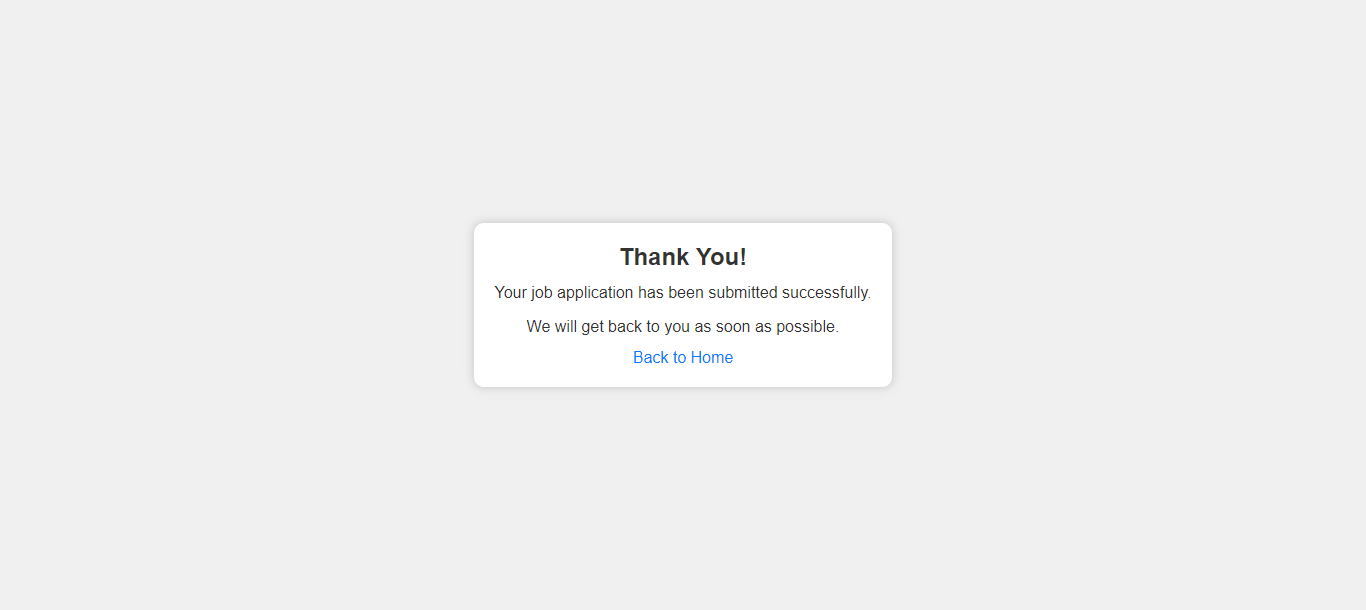 Thank You!
Your job application has been submitted successfully.
We will get back to you as soon as possible.
Back to Home